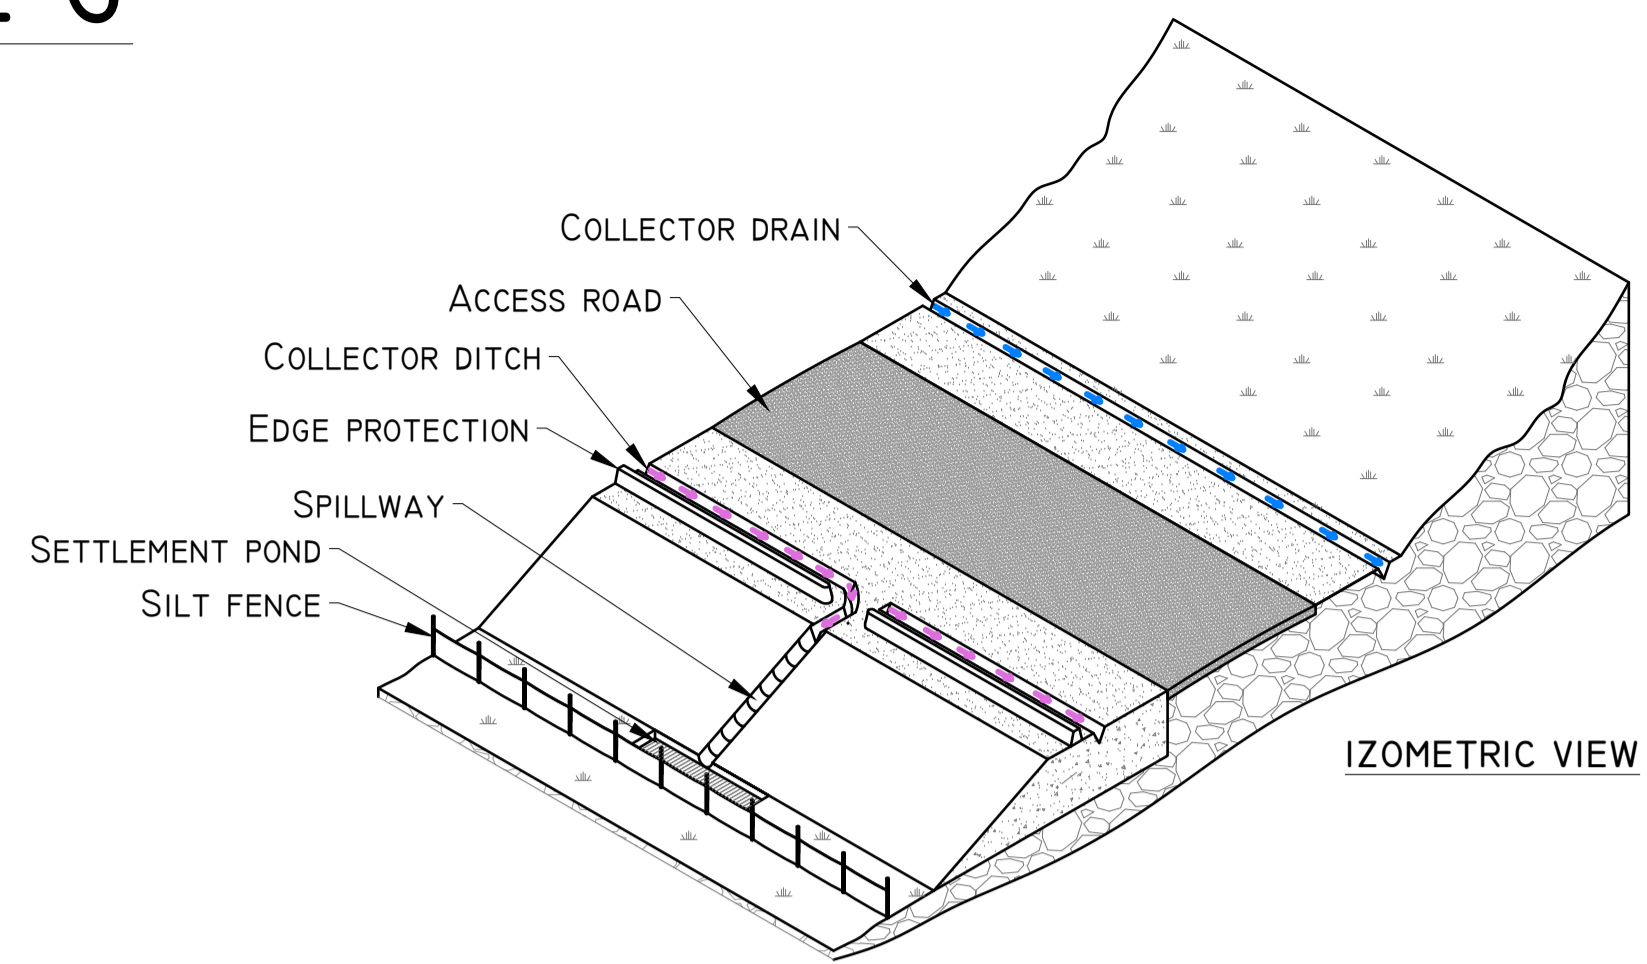 COLLECTOR DRAIN
ACCESS ROAD
COLLECTOR DITCH
EDGE PROTECTION
SPILLWAY
SETTLEMENT POND
SILT FENCE
IZOMETRIC VIEW